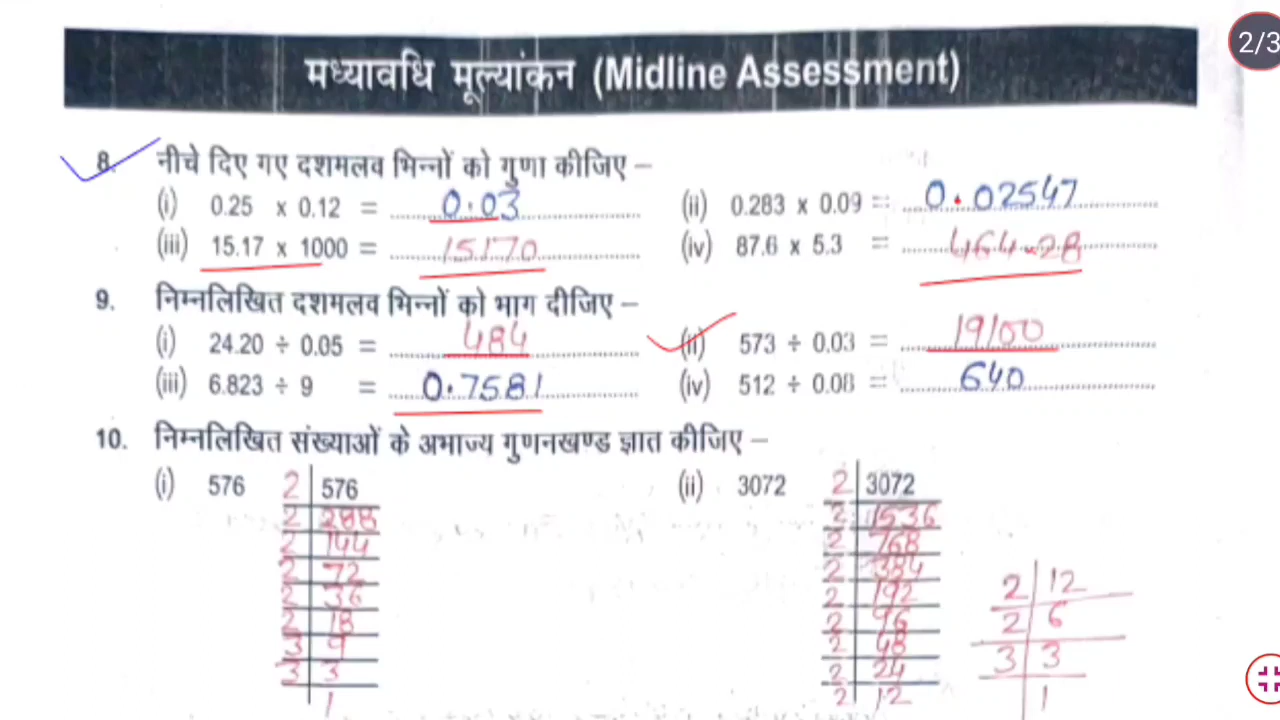 2/3
मध्यावधि मूल्यांकन (Midline Assessment)
8. नीचे दिए गए दशमलव भिन्नों को गुणा कीजिए –
(i) 0.25 x 0.12 = 0.03 (ii) 0.283 x 0.09 = 0.02547
(iii) 15.17 x 1000 = 15170 (iv) 87.6 x 5.3 = 464.28
9. निम्नलिखित दशमलव भिन्नों को भाग दीजिए –
(i) 24.20 ÷ 0.05 = 484 (ii) 573 ÷ 0.03 = 19100
(iii) 6.823 ÷ 9 = 0.7581 (iv) 512 ÷ 0.08 = 640
10. निम्नलिखित संख्याओं के अभाज्य गुणनखण्ड ज्ञात कीजिए –
(i) 576 2 576 (ii) 3072 2 3072
2 288 2 1536
2 144 2 768
2 72 2 384 2 12
2 36 2 192 2 6
2 18 2 96 3 3
3 9 2 48 1
3 3 2 24
1 2 12